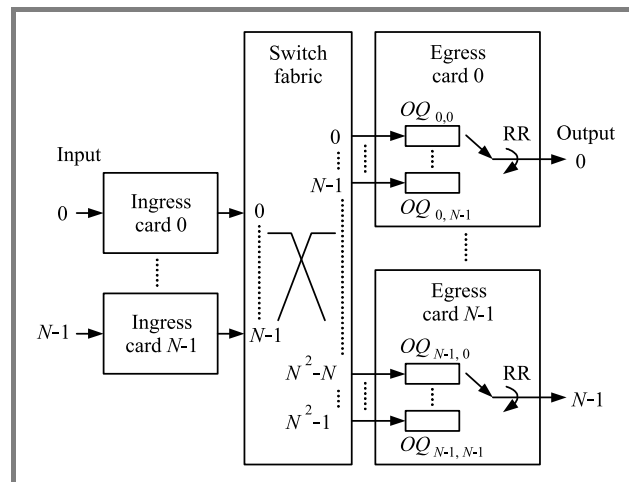 Switch
fabric
Egress
card 0
OQ 0,0
RR
Output
0
0
N-1
OQ 0, N-1
Input
0
Ingress
card 0
0
N-1
Ingress
card N-1
N-1
Egress
card N-1
N²-N
OQ N-1, 0
RR
N-1
N²-1
OQ N-1, N-1